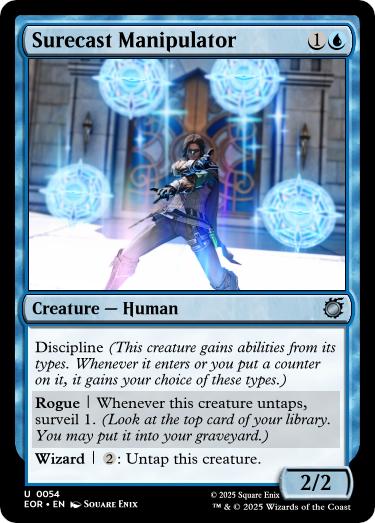 Surecast Manipulator 1
Creature — Human
Discipline (This creature gains abilities from its
types. Whenever it enters or you put a counter
on it, it gains your choice of these types.)
Rogue | Whenever this creature untaps,
surveil 1. (Look at the top card of your library.
You may put it into your graveyard.)
Wizard | 2: Untap this creature.
2/2
U 0054
EOR • EN Square Enix
© 2025 Square Enix
™ & © 2025 Wizards of the Coast